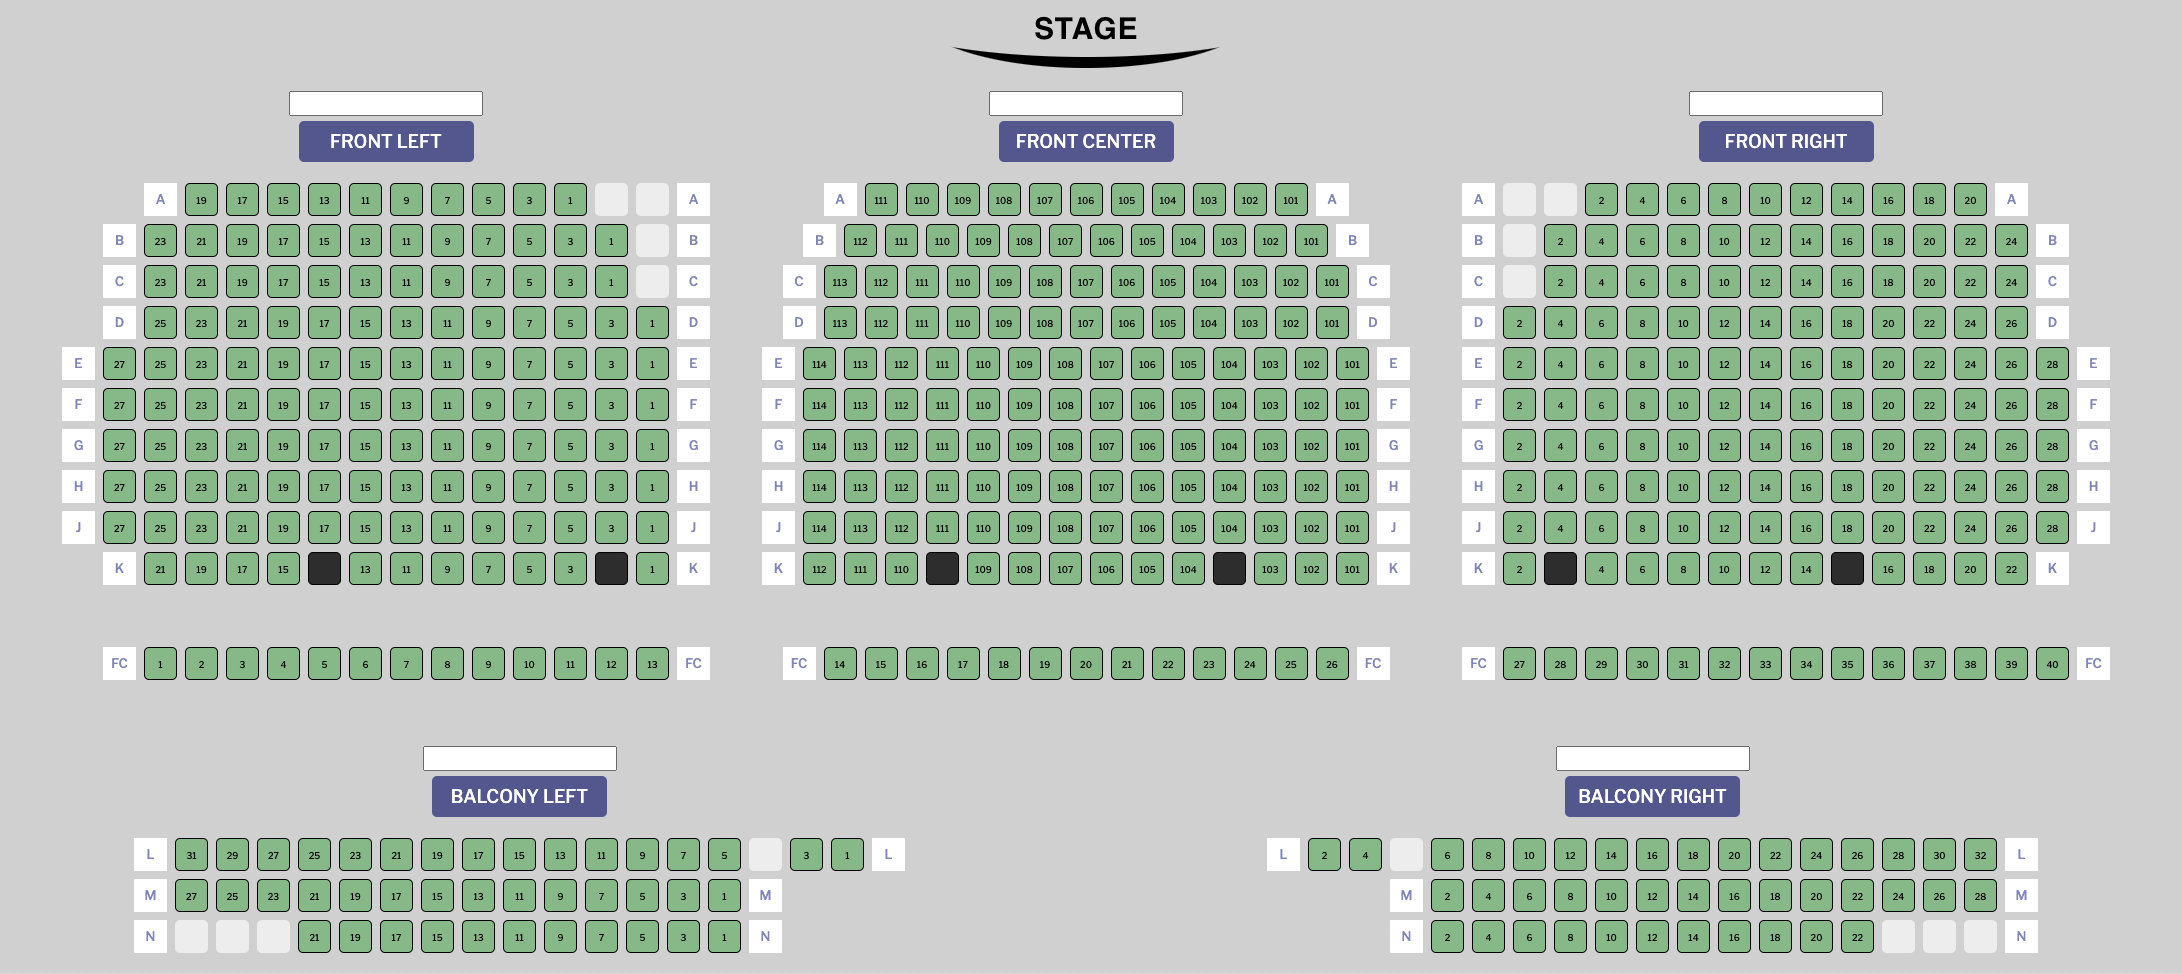 STAGE
FRONT LEFT FRONT CENTER FRONT RIGHT
A 19 17 15 13 11 9 7 5 3 1 A A 111 110 109 108 107 106 105 104 103 102 101 A A 2 4 6 8 10 12 14 16 18 20 A
B 23 21 19 17 15 13 11 9 7 5 3 1 B B 112 111 110 109 108 107 106 105 104 103 102 101 B B 2 4 6 8 10 12 14 16 18 20 22 24 B
C 23 21 19 17 15 13 11 9 7 5 3 1 C C 113 112 111 110 109 108 107 106 105 104 103 102 101 C C 2 4 6 8 10 12 14 16 18 20 22 24 C
D 25 23 21 19 17 15 13 11 9 7 5 3 1 D D 113 112 111 110 109 108 107 106 105 104 103 102 101 D D 2 4 6 8 10 12 14 16 18 20 22 24 26 D
E 27 25 23 21 19 17 15 13 11 9 7 5 3 1 E E 114 113 112 111 110 109 108 107 106 105 104 103 102 101 E E 2 4 6 8 10 12 14 16 18 20 22 24 26 28 E
F 27 25 23 21 19 17 15 13 11 9 7 5 3 1 F F 114 113 112 111 110 109 108 107 106 105 104 103 102 101 F F 2 4 6 8 10 12 14 16 18 20 22 24 26 28 F
G 27 25 23 21 19 17 15 13 11 9 7 5 3 1 G G 114 113 112 111 110 109 108 107 106 105 104 103 102 101 G G 2 4 6 8 10 12 14 16 18 20 22 24 26 28 G
H 27 25 23 21 19 17 15 13 11 9 7 5 3 1 H H 114 113 112 111 110 109 108 107 106 105 104 103 102 101 H H 2 4 6 8 10 12 14 16 18 20 22 24 26 28 H
J 27 25 23 21 19 17 15 13 11 9 7 5 3 1 J J 114 113 112 111 110 109 108 107 106 105 104 103 102 101 J J 2 4 6 8 10 12 14 16 18 20 22 24 26 28 J
K 21 19 17 15 13 11 9 7 5 3 1 K K 112 111 110 109 108 107 106 105 104 103 102 101 K K 2 4 6 8 10 12 14 16 18 20 22 K
FC 1 2 3 4 5 6 7 8 9 10 11 12 13 FC FC 14 15 16 17 18 19 20 21 22 23 24 25 26 FC FC 27 28 29 30 31 32 33 34 35 36 37 38 39 40 FC
BALCONY LEFT BALCONY RIGHT
L 31 29 27 25 23 21 19 17 15 13 11 9 7 5 3 1 L L 2 4 6 8 10 12 14 16 18 20 22 24 26 28 30 32 L
M 27 25 23 21 19 17 15 13 11 9 7 5 3 1 M M 2 4 6 8 10 12 14 16 18 20 22 24 26 28 M
N 21 19 17 15 13 11 9 7 5 3 1 N N 2 4 6 8 10 12 14 16 18 20 22 N